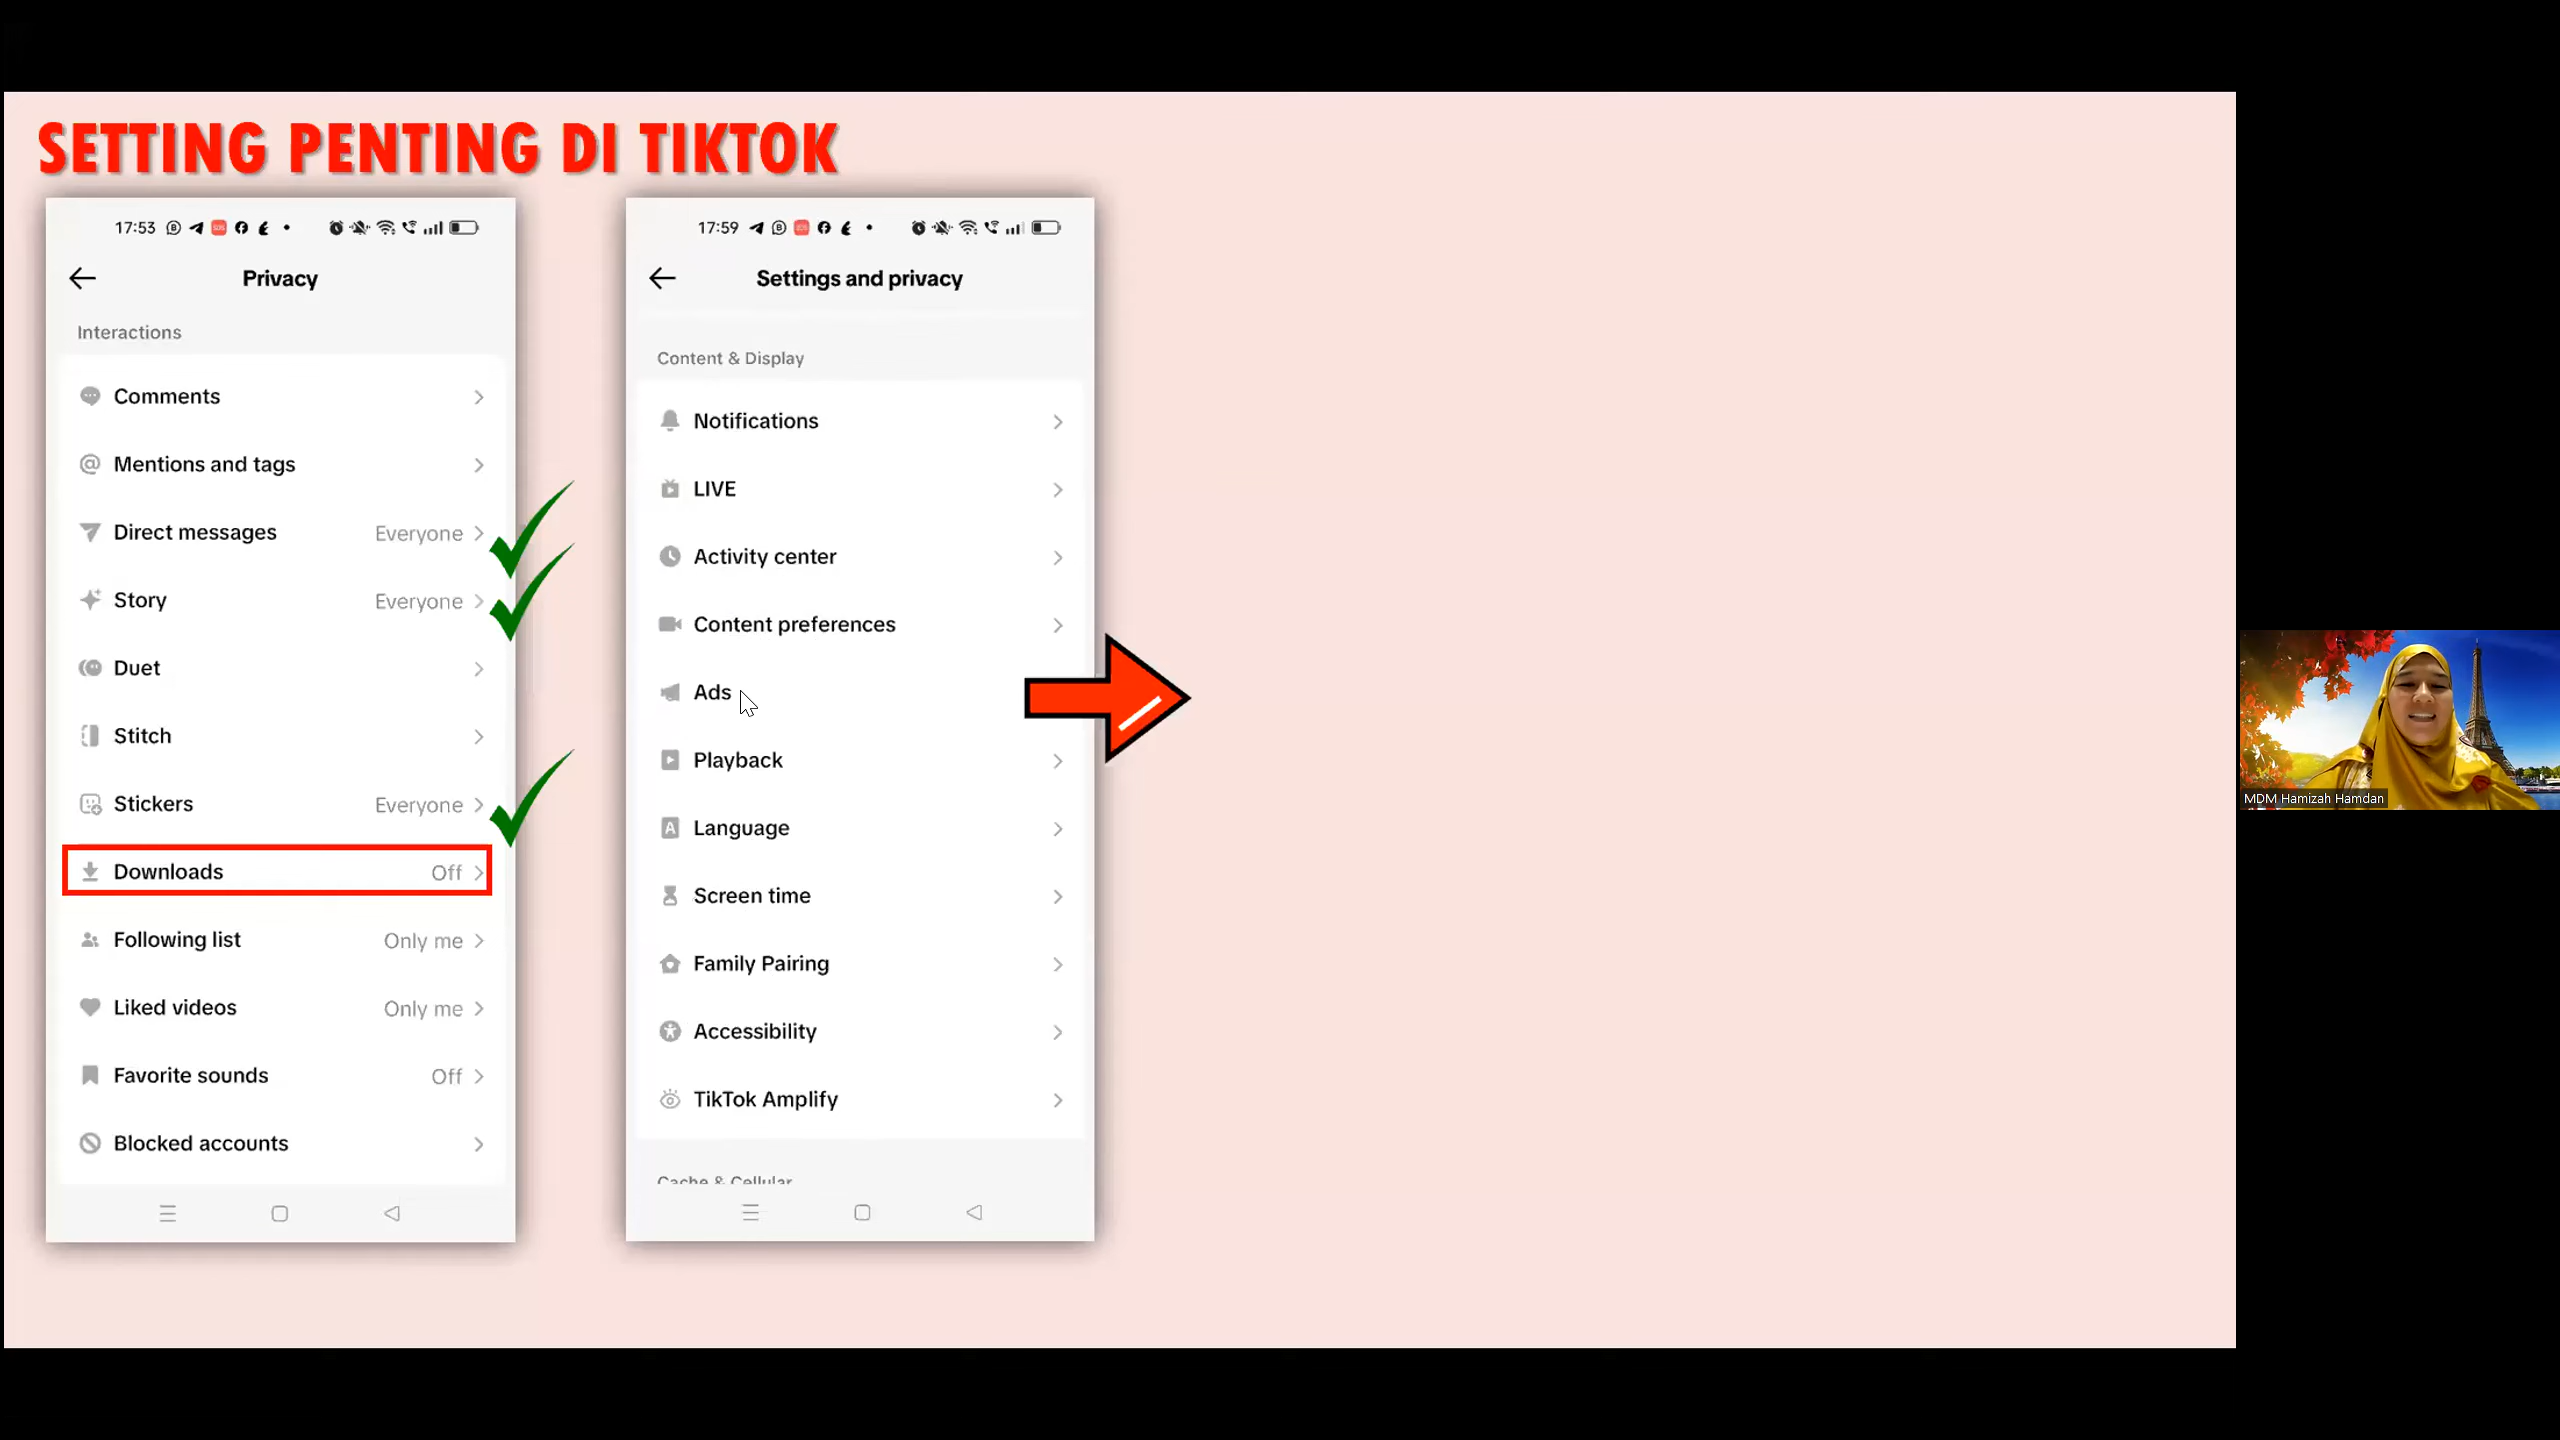 SETTING PENTING DI TIKTOK
17:53
Privacy
Interactions
Comments
Mentions and tags
Direct messages Everyone
Story Everyone
Duet
Stitch
Stickers Everyone
Downloads Off
Following list Only me
Liked videos Only me
Favorite sounds Off
Blocked accounts
17:59
Settings and privacy
Content & Display
Notifications
LIVE
Activity center
Content preferences
Ads
Playback
Language
Screen time
Family Pairing
Accessibility
TikTok Amplify
Cache & Cellular
MDM Hamizah Hamdan